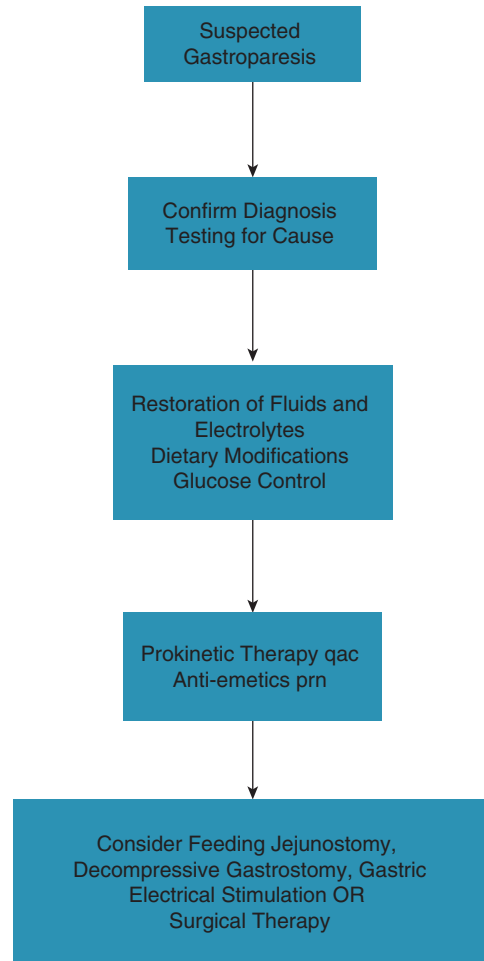 Suspected
Gastroparesis
Confirm Diagnosis
Testing for Cause
Restoration of Fluids and
Electrolytes
Dietary Modifications
Glucose Control
Prokinetic Therapy qac
Anti-emetics prn
Consider Feeding Jejunostomy,
Decompressive Gastrostomy, Gastric
Electrical Stimulation OR
Surgical Therapy